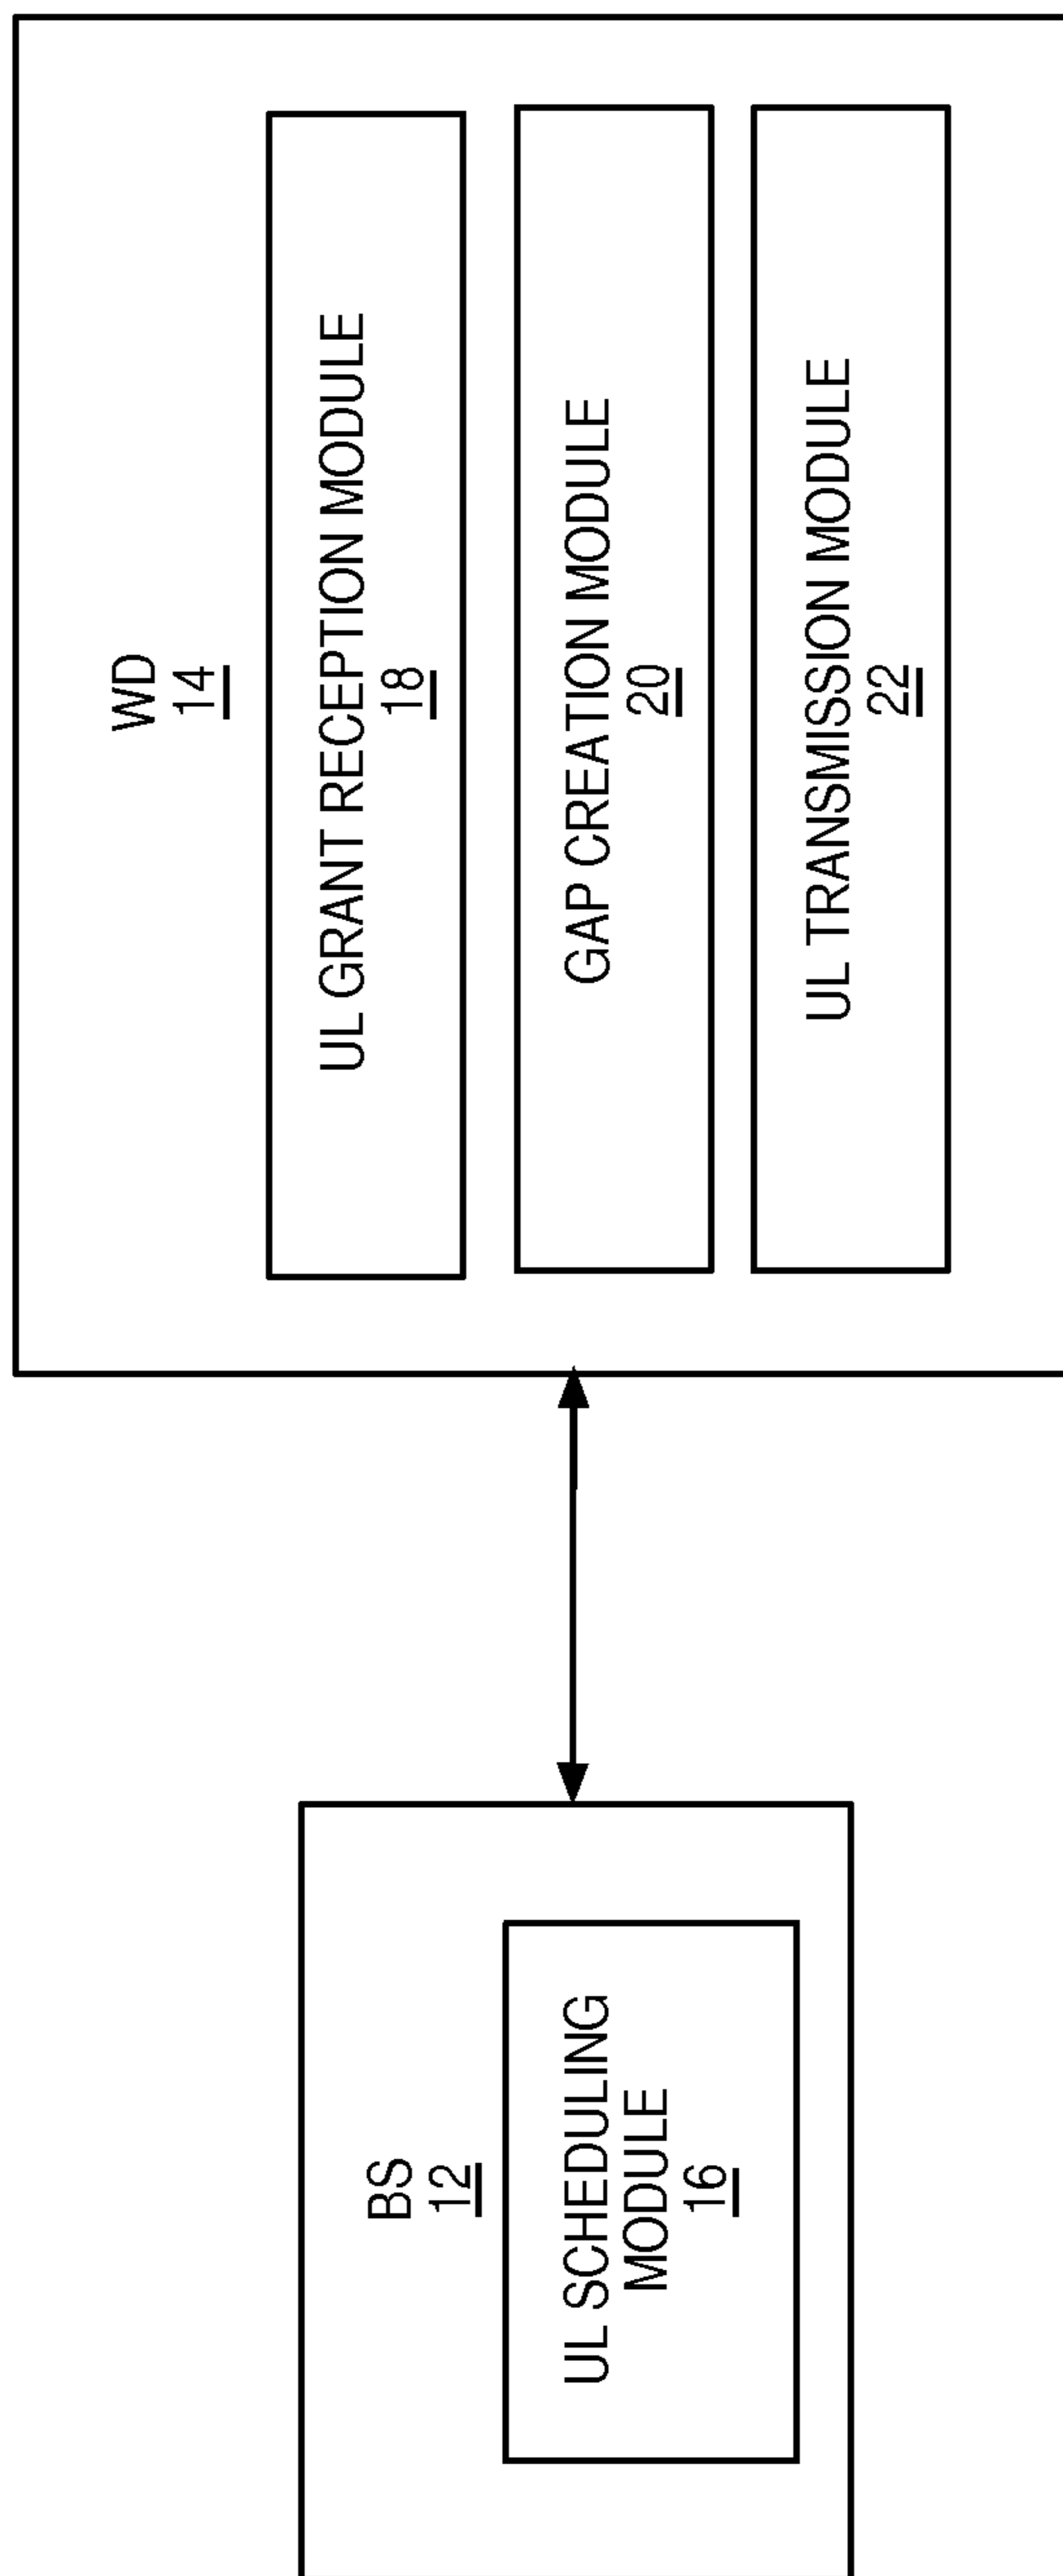 BS
12
UL SCHEDULING
MODULE
16
WD
14
UL GRANT RECEPTION MODULE
18
GAP CREATION MODULE
20
UL TRANSMISSION MODULE
22